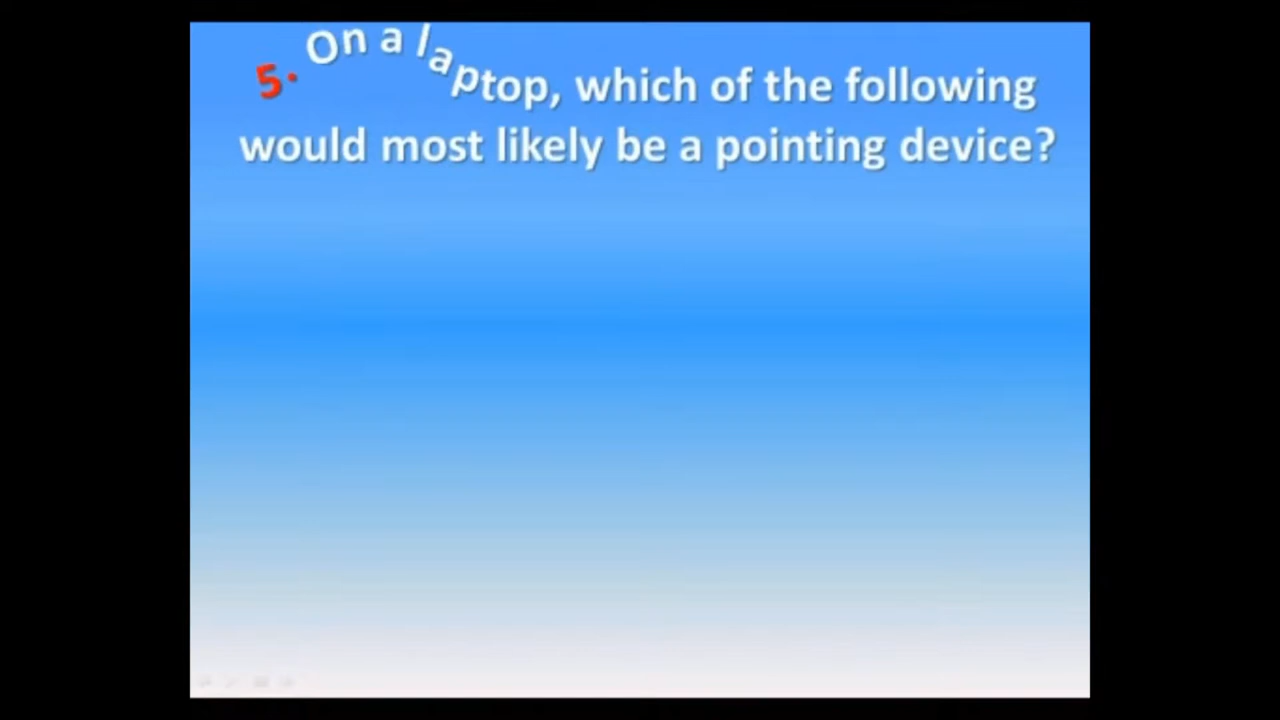 5. On a laptop, which of the following
would most likely be a pointing device?